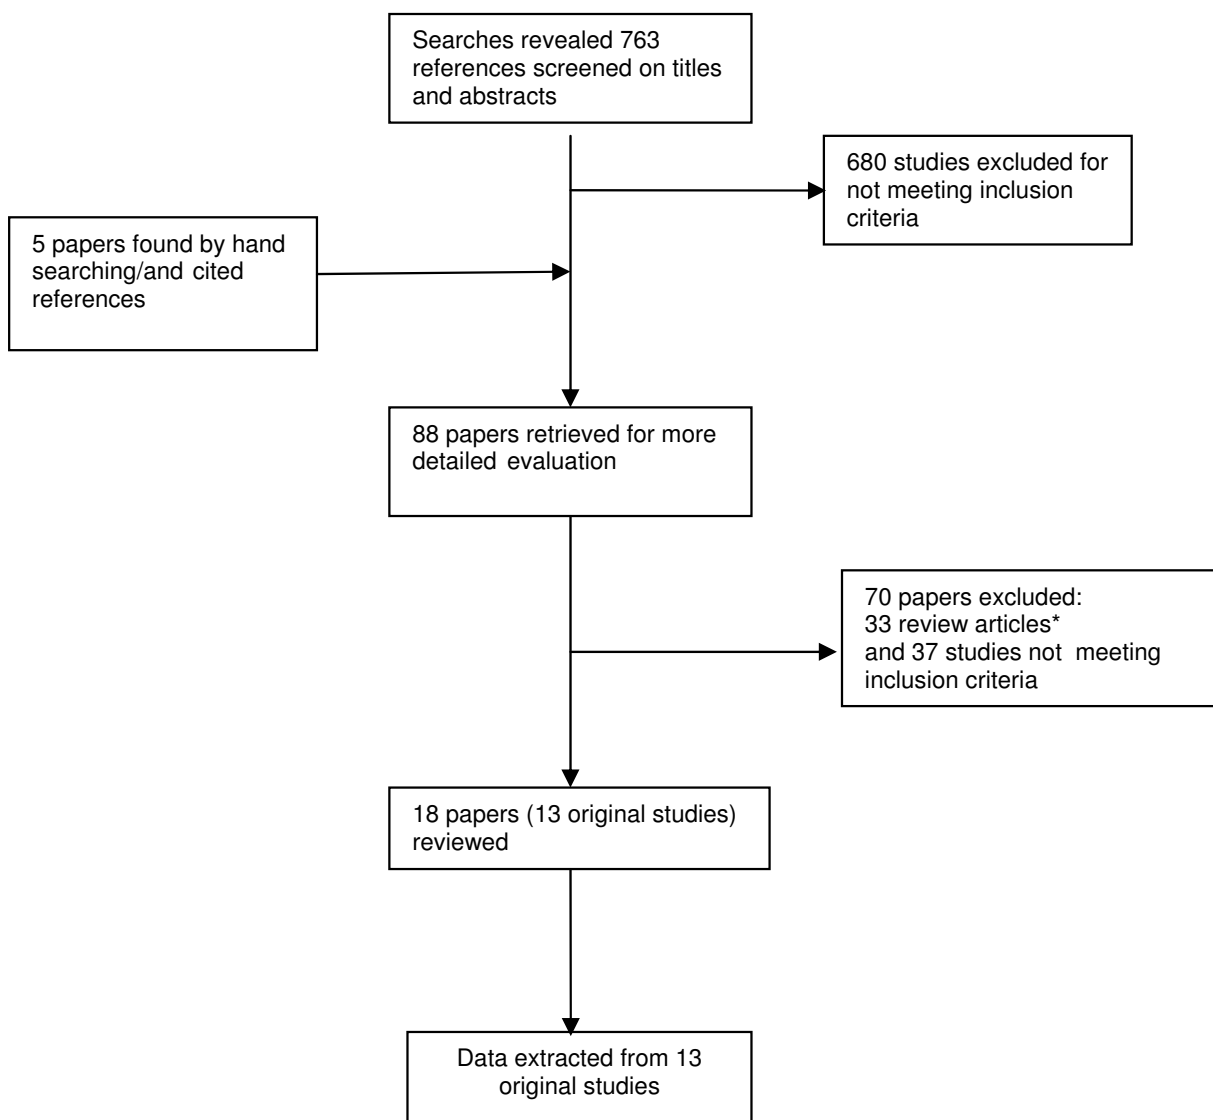 Searches revealed 763
references screened on titles
and abstracts
680 studies excluded for
not meeting inclusion
criteria
5 papers found by hand
searching/and cited
references
88 papers retrieved for more
detailed evaluation
70 papers excluded:
33 review articles*
and 37 studies not meeting
inclusion criteria
18 papers (13 original studies)
reviewed
Data extracted from 13
original studies